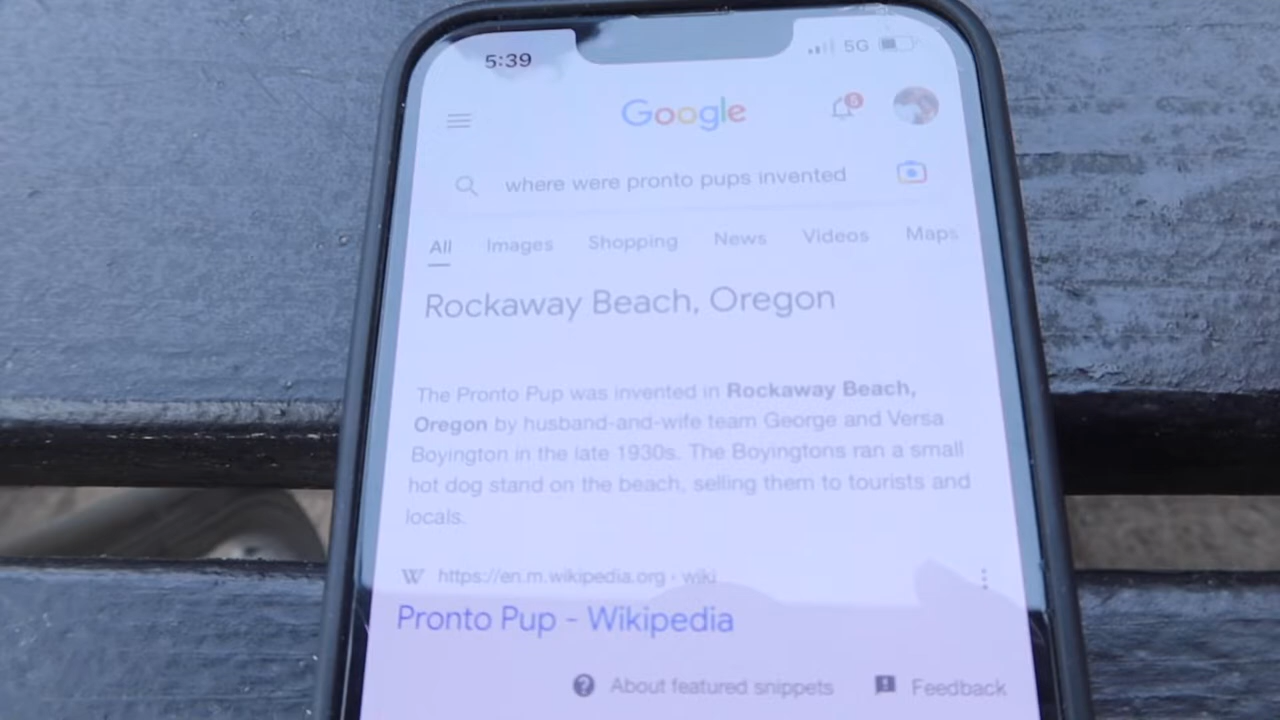 5:39
5G
Google
5
where were pronto pups invented
All Images Shopping News Videos Maps
Rockaway Beach, Oregon
The Pronto Pup was invented in Rockaway Beach,
Oregon by husband-and-wife team George and Versa
Boyington in the late 1930s. The Boyingtons ran a small
hot dog stand on the beach, selling them to tourists and
locals.
W https://en.m.wikipedia.org › wiki
Pronto Pup - Wikipedia
About featured snippets Feedback